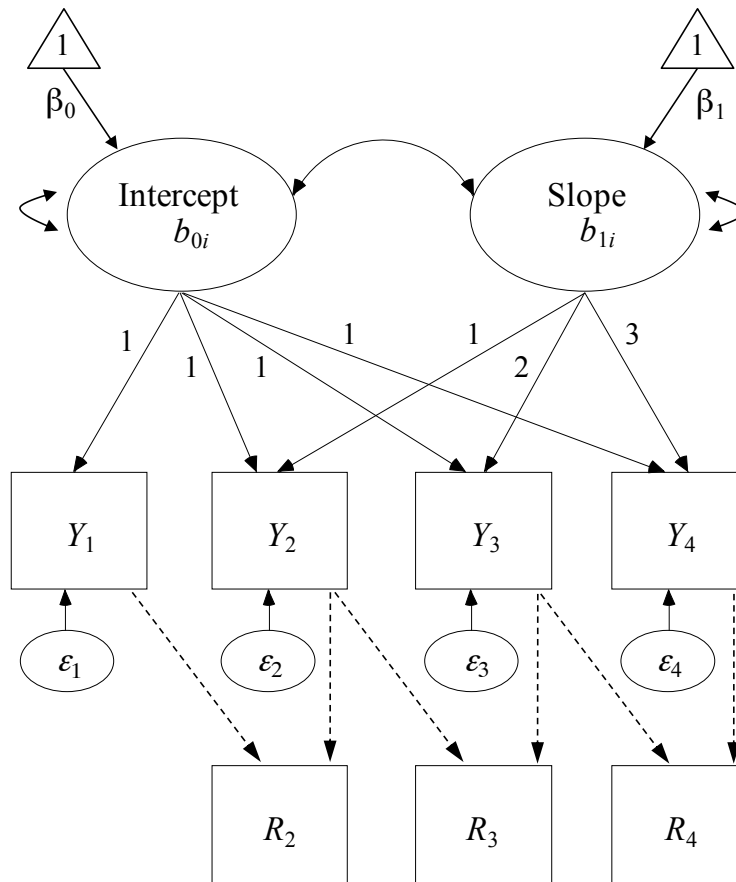 1 1
β₀ β₁
Intercept Slope
b₀ᵢ b₁ᵢ
1 1 1 1 1 2 3
Y₁ Y₂ Y₃ Y₄
ε₁ ε₂ ε₃ ε₄
R₂ R₃ R₄